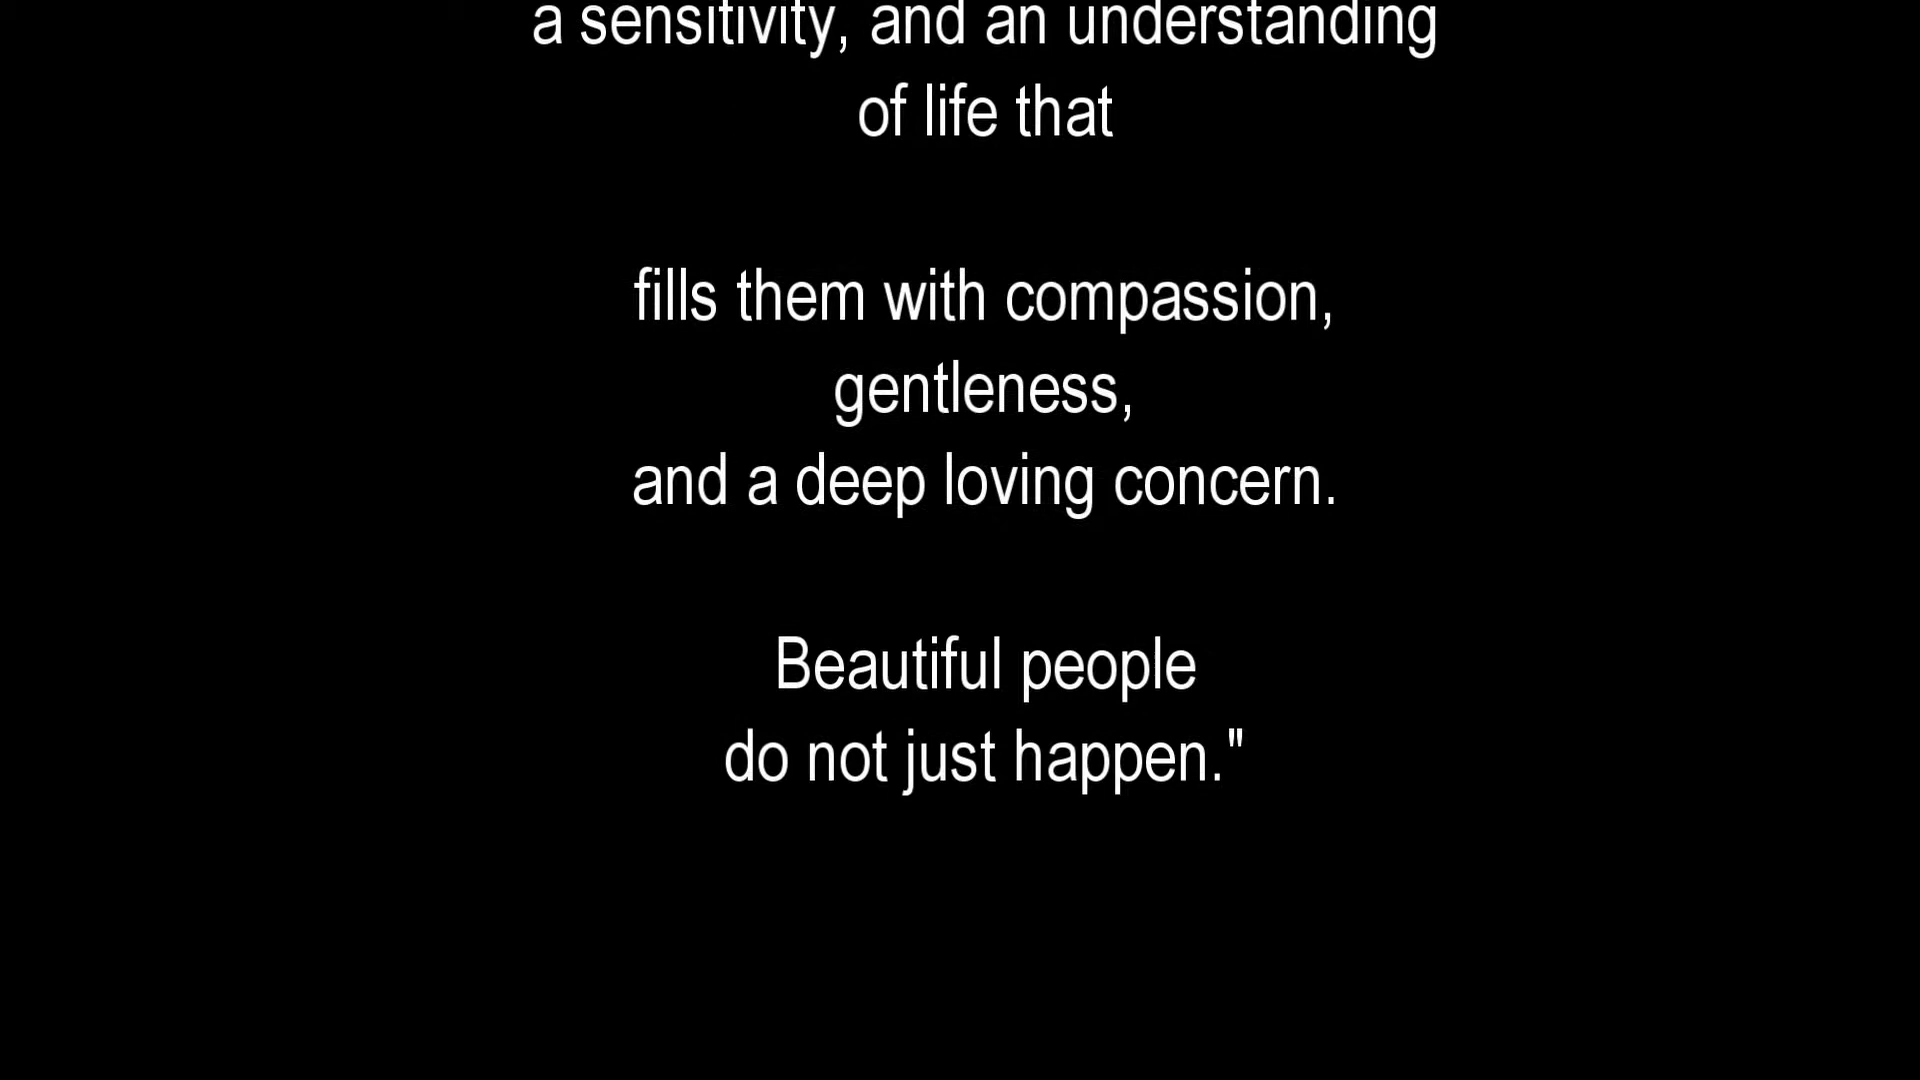 a sensitivity, and an understanding
of life that
fills them with compassion,
gentleness,
and a deep loving concern.
Beautiful people
do not just happen."